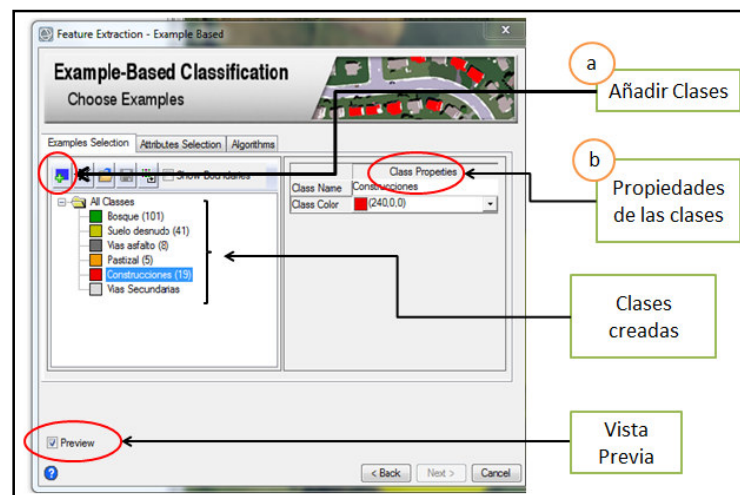 Feature Extraction - Example Based
x
Example-Based Classification
Choose Examples
a
Añadir Clases
Examples Selection
Attributes Selection
Algorithms
Show Boundaries
Class Properties
Class Name
Construcciones
Class Color
(240,0,0)
b
Propiedades
de las clases
All Classes
Bosque (101)
Suelo desnudo (41)
Vias asfalto (8)
Pastizal (5)
Construcciones (19)
Vias Secundarias
Clases
creadas
Preview
Vista
Previa
?
< Back
Next >
Cancel